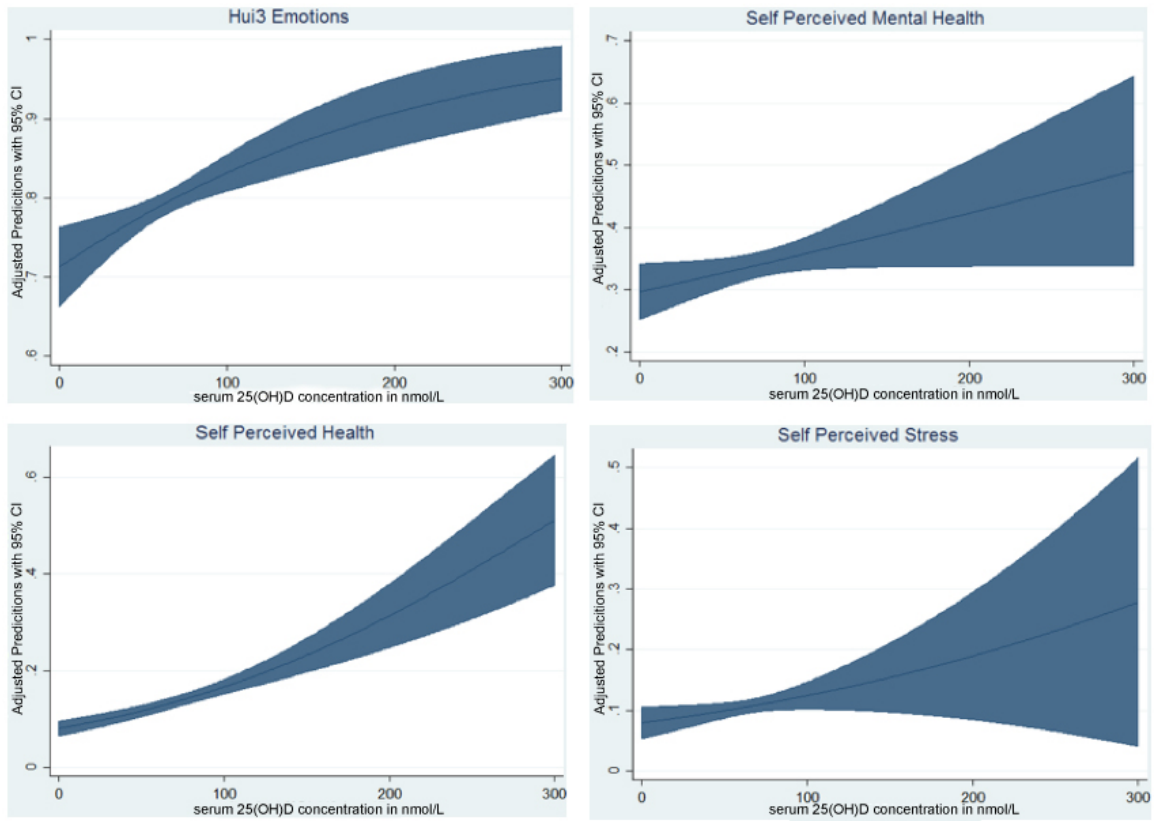 Hui3 Emotions
Adjusted Predicitions with 95% CI
1
.9
.8
.7
.6
0 100 200 300
serum 25(OH)D concentration in nmol/L
Self Perceived Mental Health
Adjusted Predicitions with 95% CI
.7
.6
.5
.4
.3
.2
0 100 200 300
serum 25(OH)D concentration in nmol/L
Self Perceived Health
Adjusted Predicitions with 95% CI
.6
.4
.2
0
0 100 200 300
serum 25(OH)D concentration in nmol/L
Self Perceived Stress
Adjusted Predicitions with 95% CI
.5
.4
.3
.2
.1
0
0 100 200 300
serum 25(OH)D concentration in nmol/L